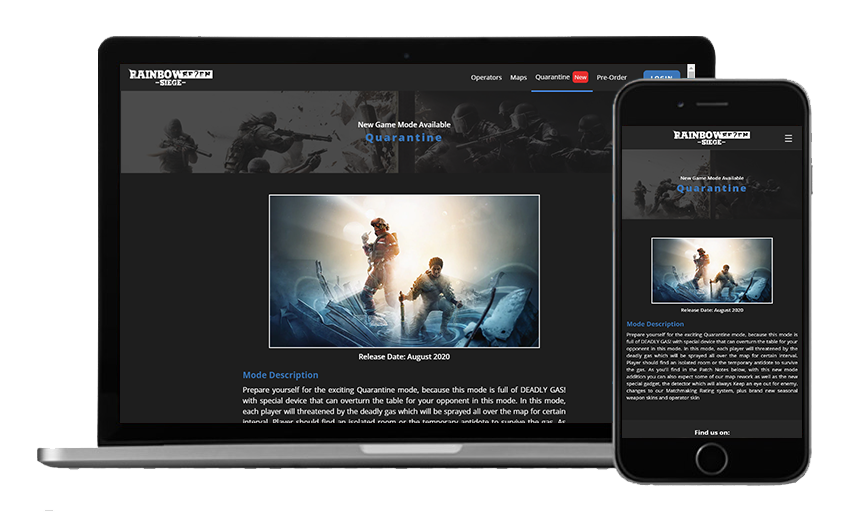 RAINBOW
-SIEGE-
Operators Maps Quarantine New Pre-Order LOGIN
New Game Mode Available
Quarantine
Release Date: August 2020
Mode Description
Prepare yourself for the exciting Quarantine mode, because this mode is full of DEADLY GAS!
with special device that can overturn the table for your opponent in this mode. In this mode,
each player will threatened by the deadly gas which will be sprayed all over the map for certain
interval. Player should find an isolated room or the temporary antidote to survive the gas. As
RAINBOW
-SIEGE-
New Game Mode Available
Quarantine
Release Date: August 2020
Mode Description
Prepare yourself for the exciting Quarantine mode, because this mode is
full of DEADLY GAS! with special device that can overturn the table for your
opponent in this mode. In this mode, each player will threatened by the
deadly gas which will be sprayed all over the map for certain interval.
Player should find an isolated room or the temporary antidote to survive
the gas. As you'll find in the Patch Notes below, with this new mode
addition you can also expect some of our map rework as well as the new
special gadget, the detector which will always Keep an eye out for enemy.
changes to our Matchmaking Rating system, plus brand new seasonal
weapon skins and operator skin
Find us on: